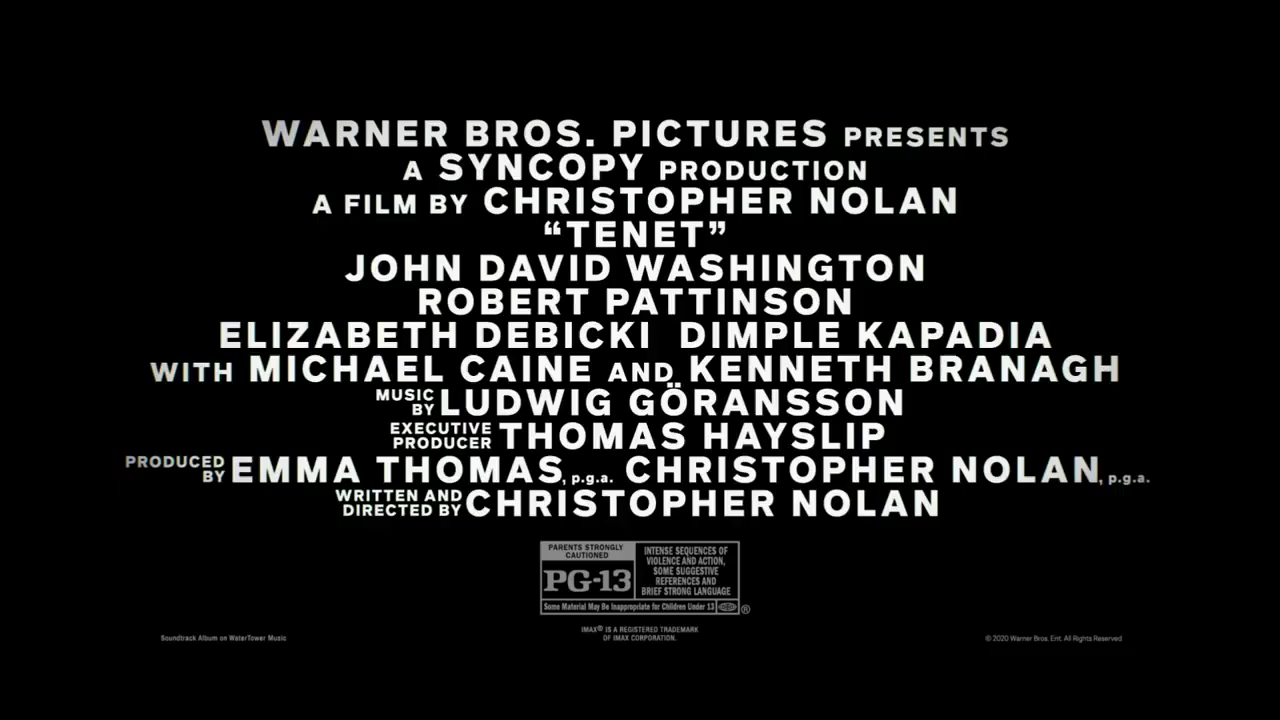 WARNER BROS. PICTURES PRESENTS
A SYNCOPY PRODUCTION
A FILM BY CHRISTOPHER NOLAN
“TENET”
JOHN DAVID WASHINGTON
ROBERT PATTINSON
ELIZABETH DEBICKI DIMPLE KAPADIA
WITH MICHAEL CAINE AND KENNETH BRANAGH
MUSIC BY LUDWIG GÖRANSSON
EXECUTIVE PRODUCER THOMAS HAYSLIP
PRODUCED BY EMMA THOMAS, p.g.a. CHRISTOPHER NOLAN, p.g.a.
WRITTEN AND DIRECTED BY CHRISTOPHER NOLAN
PARENTS STRONGLY
CAUTIONED
PG-13
INTENSE SEQUENCES OF
VIOLENCE AND ACTION,
SOME SUGGESTIVE
REFERENCES AND
BRIEF STRONG LANGUAGE
Some Material May Be Inappropriate for Children Under 13
®
IMAX® IS A REGISTERED TRADEMARK
OF IMAX CORPORATION.
Soundtrack Album on WaterTower Music
© 2020 Warner Bros. Ent. All Rights Reserved